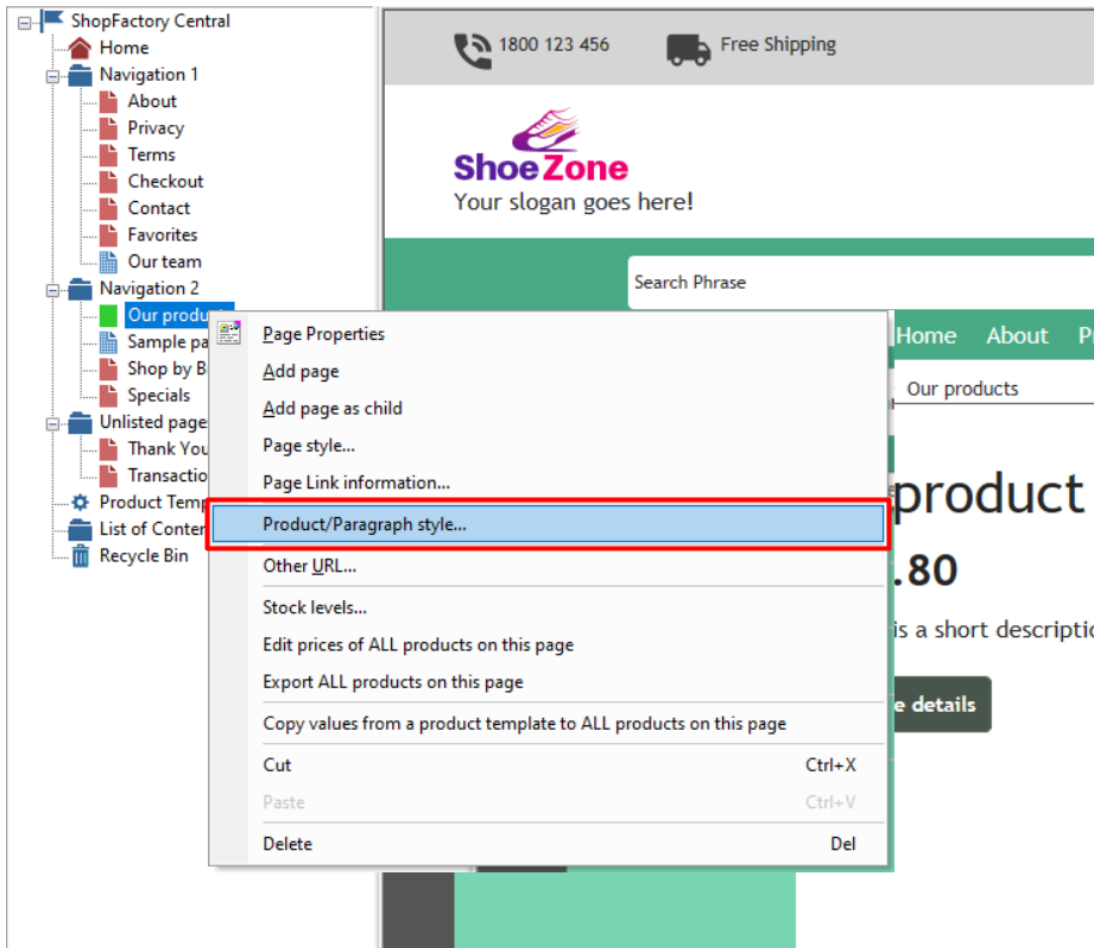 ShopFactory Central
Home
Navigation 1
About
Privacy
Terms
Checkout
Contact
Favorites
Our team
Navigation 2
Our product
Sample pa
Shop by B
Specials
Unlisted page
Thank You
Transactio
Product Temp
List of Conter
Recycle Bin
1800 123 456 Free Shipping
ShoeZone
Your slogan goes here!
Search Phrase
Home About Pr
Our products
product
.80
is a short descriptio
e details
Page Properties
Add page
Add page as child
Page style...
Page Link information...
Product/Paragraph style...
Other URL...
Stock levels...
Edit prices of ALL products on this page
Export ALL products on this page
Copy values from a product template to ALL products on this page
Cut Ctrl+X
Paste Ctrl+V
Delete Del